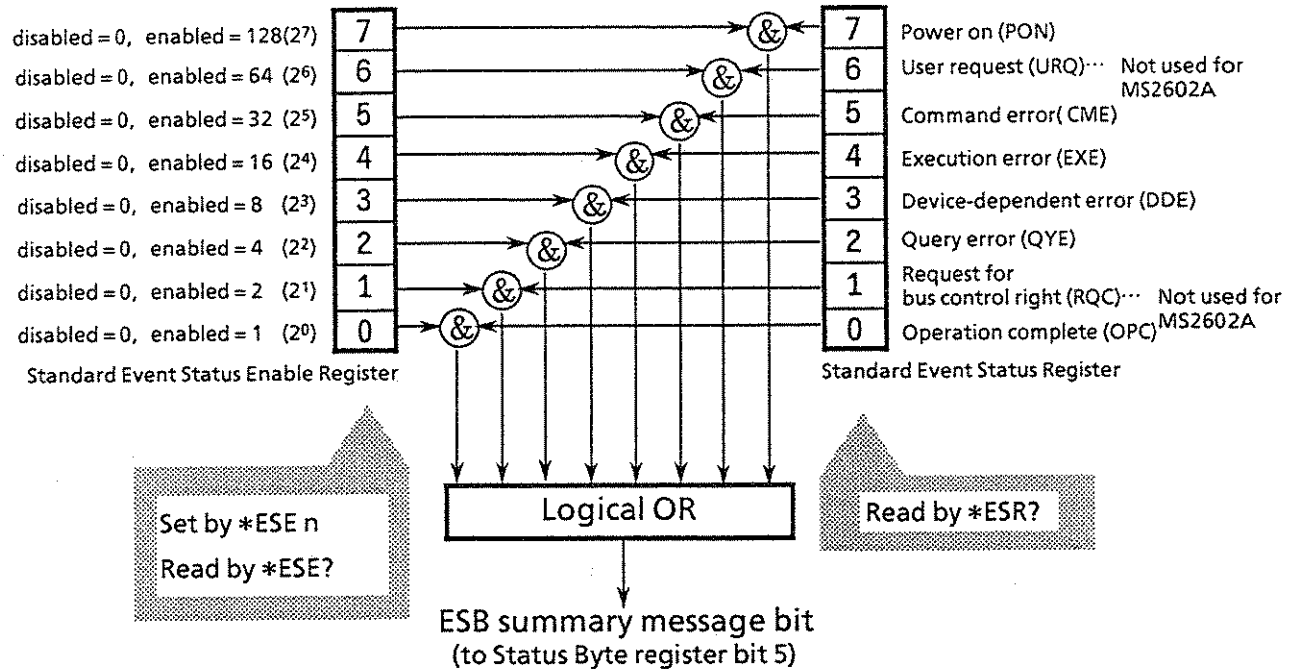 disabled = 0, enabled = 128(2⁷) 7 & 7 Power on (PON)
disabled = 0, enabled = 64 (2⁶) 6 & 6 User request (URQ)··· Not used for
MS2602A
disabled = 0, enabled = 32 (2⁵) 5 & 5 Command error( CME)
disabled = 0, enabled = 16 (2⁴) 4 & 4 Execution error (EXE)
disabled = 0, enabled = 8 (2³) 3 & 3 Device-dependent error (DDE)
disabled = 0, enabled = 4 (2²) 2 & 2 Query error (QYE)
Request for
disabled = 0, enabled = 2 (2¹) 1 & 1 bus control right (RQC)··· Not used for
MS2602A
disabled = 0, enabled = 1 (2⁰) 0 & 0 Operation complete (OPC)
Standard Event Status Enable Register
Standard Event Status Register
Set by *ESE n
Read by *ESE?
Logical OR
Read by *ESR?
ESB summary message bit
(to Status Byte register bit 5)